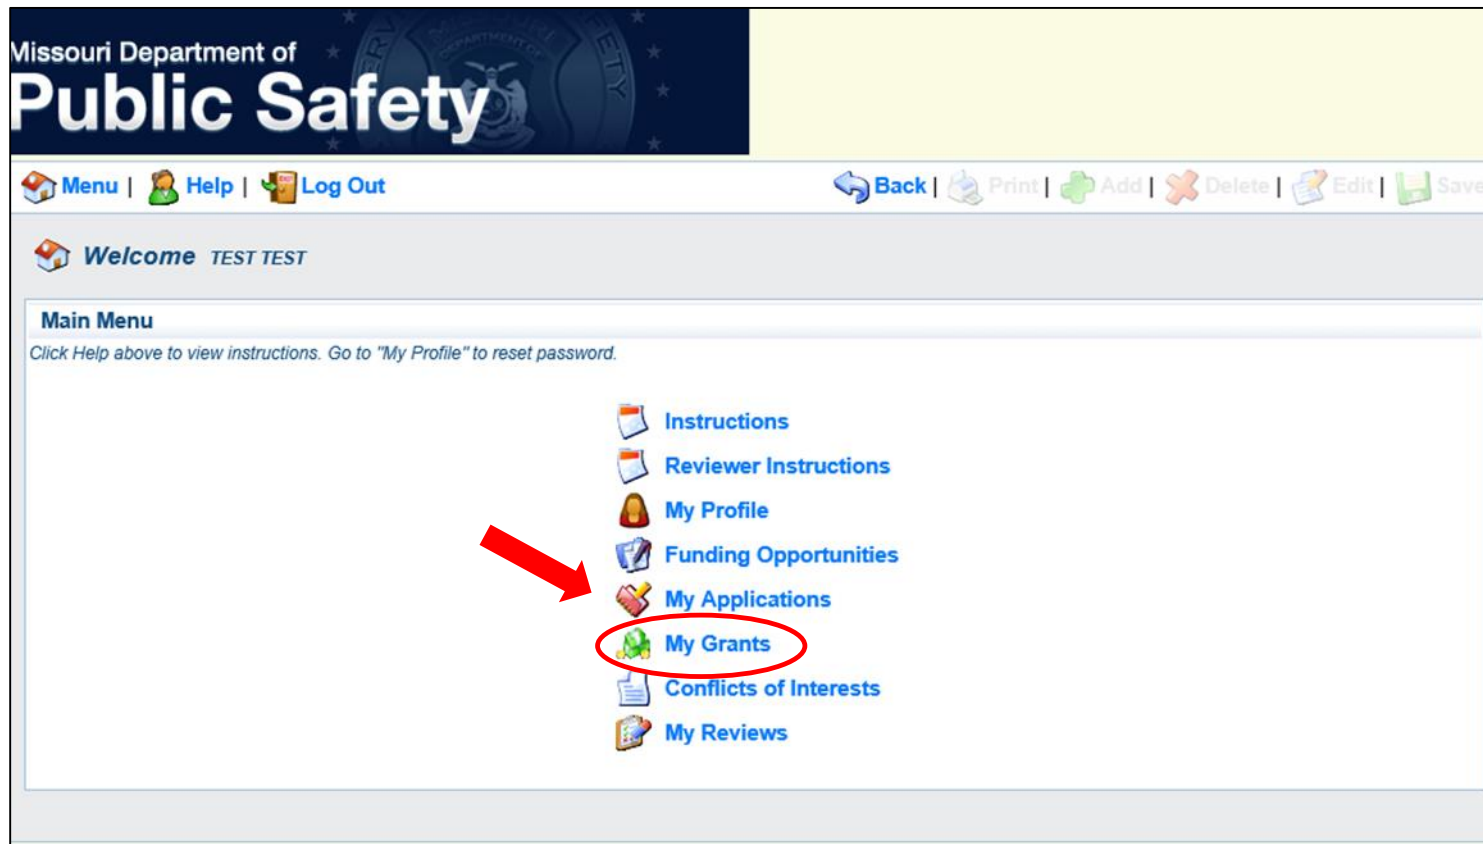 Missouri Department of
Public Safety
Menu | Help | Log Out
Back | Print | Add | Delete | Edit | Save
Welcome TEST TEST
Main Menu
Click Help above to view instructions. Go to "My Profile" to reset password.
Instructions
Reviewer Instructions
My Profile
Funding Opportunities
My Applications
My Grants
Conflicts of Interests
My Reviews